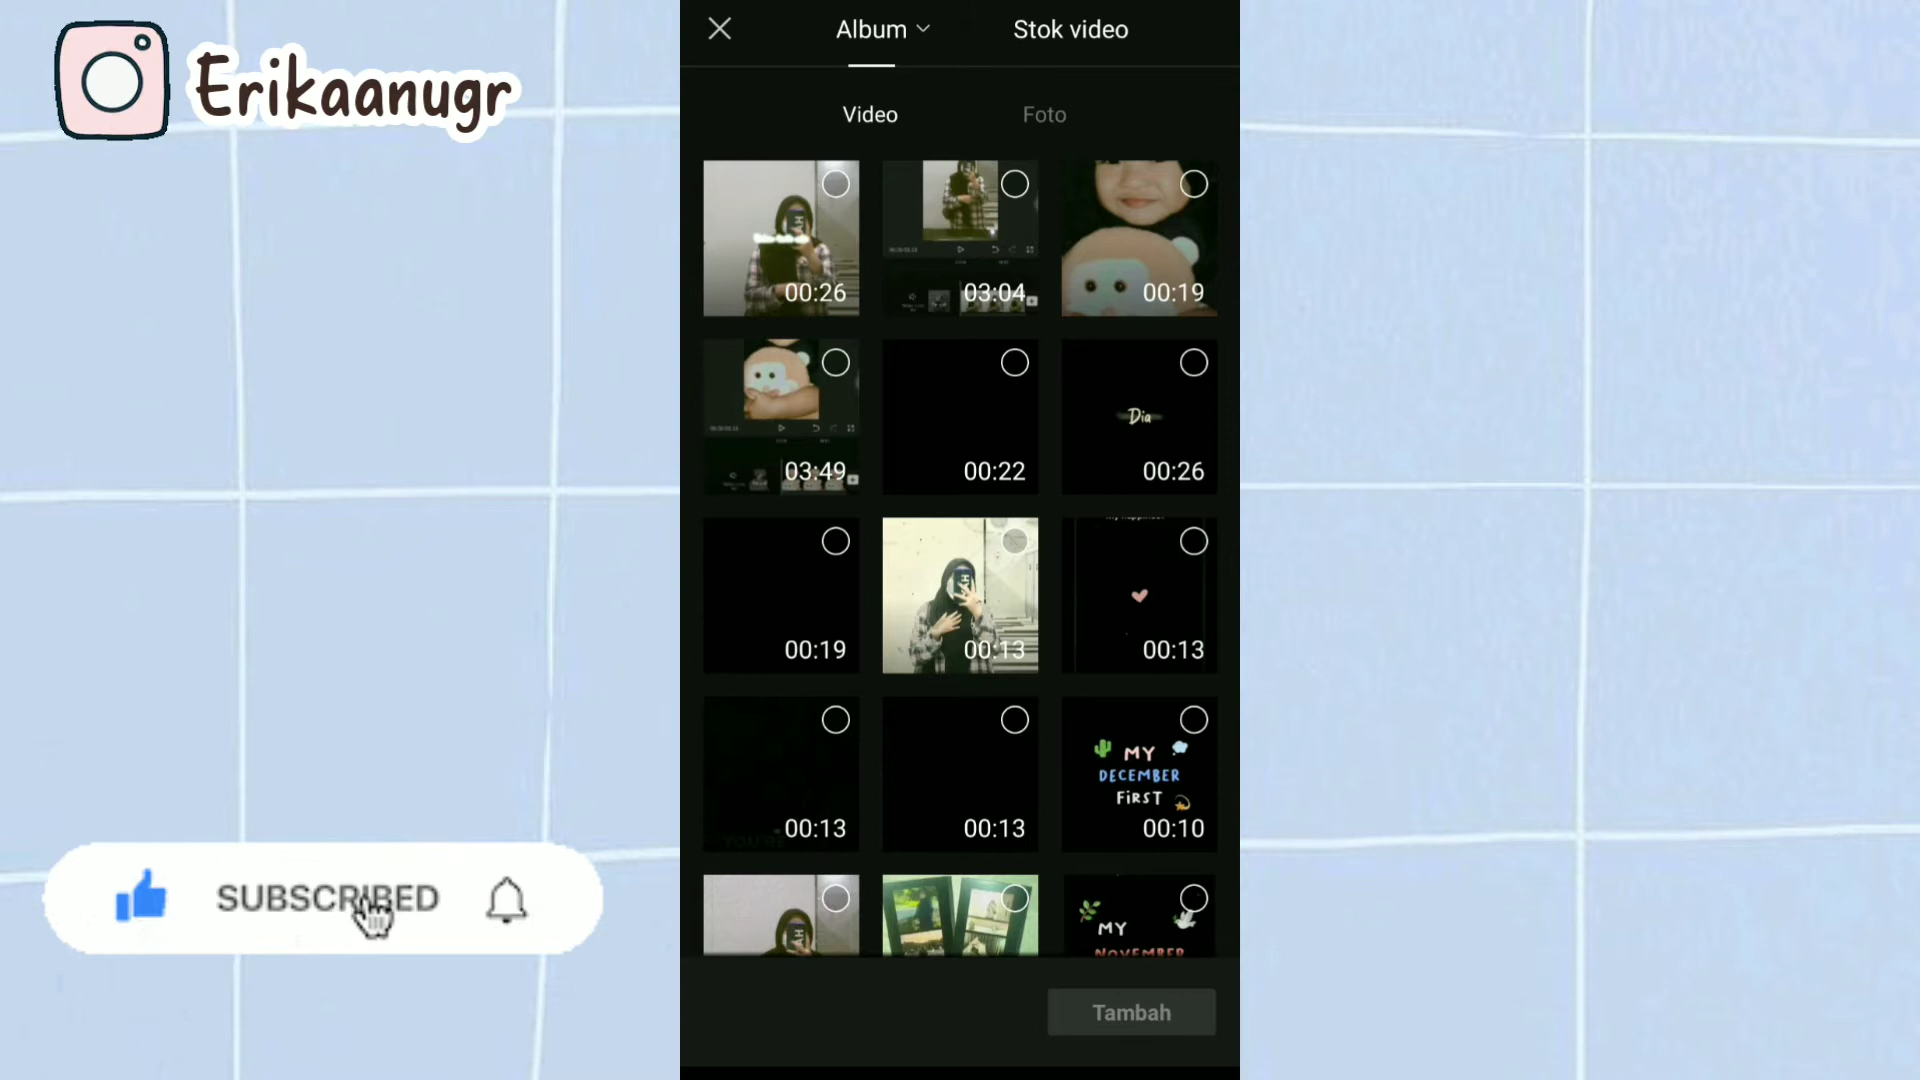 Erikaanugr
Album
Stok video
Video
Foto
00:26
03:04
00:19
03:49
00:22
Dia
00:26
00:19
00:13
00:13
00:13
00:13
MY
DECEMBER
FIRST
00:10
MY
NOVEMBER
SUBSCRIBED
Tambah